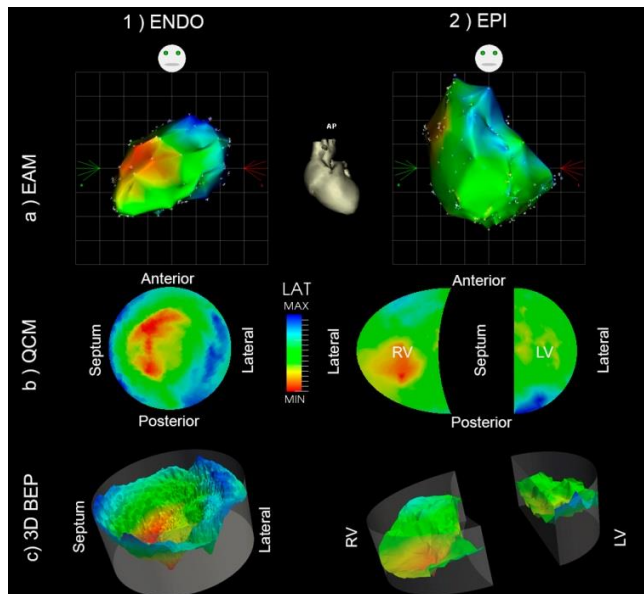 1 ) ENDO
2 ) EPI
a ) EAM
AP
Anterior
Anterior
b ) QCM
Septum
Lateral
LAT
MAX
MIN
RV
Septum
LV
Lateral
Posterior
Posterior
c) 3D BEP
Septum
Lateral
RV
LV